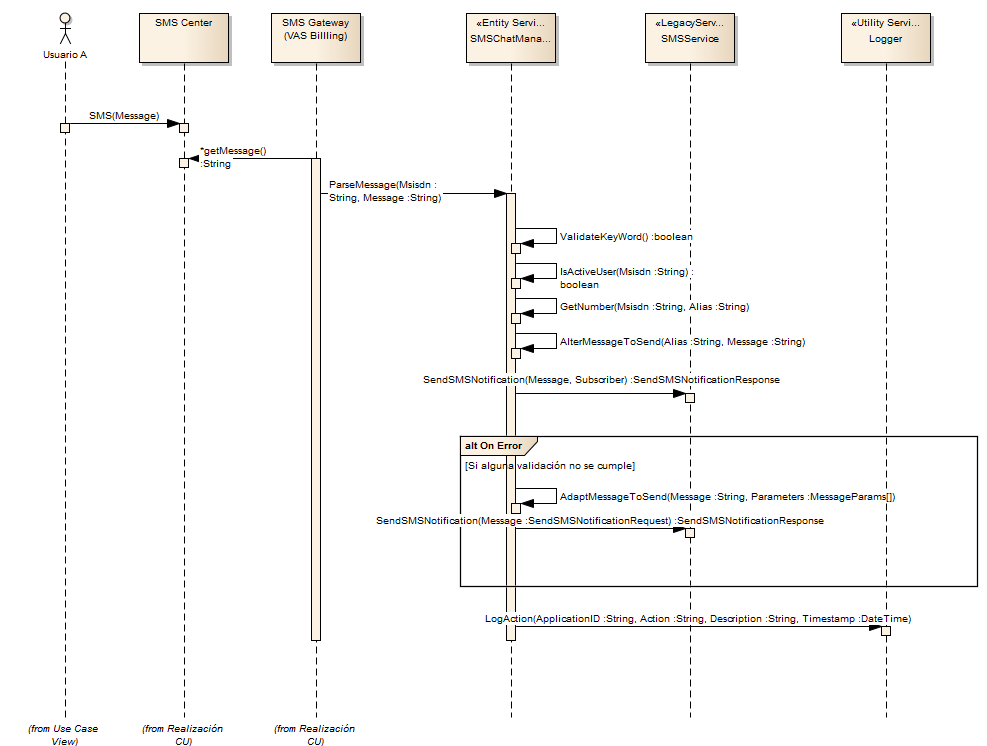 SMS Center
SMS Gateway
(VAS Billling)
«Entity Servi...
SMSChatMana...
«LegacyServ...
SMSService
«Utility Servi...
Logger
Usuario A
SMS(Message)
*getMessage()
:String
ParseMessage(Msisdn :
String, Message :String)
ValidateKeyWord() :boolean
IsActiveUser(Msisdn :String) :
boolean
GetNumber(Msisdn :String, Alias :String)
AlterMessageToSend(Alias :String, Message :String)
SendSMSNotification(Message, Subscriber) :SendSMSNotificationResponse
alt On Error
[Si alguna validación no se cumple]
AdaptMessageToSend(Message :String, Parameters :MessageParams[])
SendSMSNotification(Message :SendSMSNotificationRequest) :SendSMSNotificationResponse
LogAction(ApplicationID :String, Action :String, Description :String, Timestamp :DateTime)
(from Use Case
View)
(from Realización
CU)
(from Realización
CU)